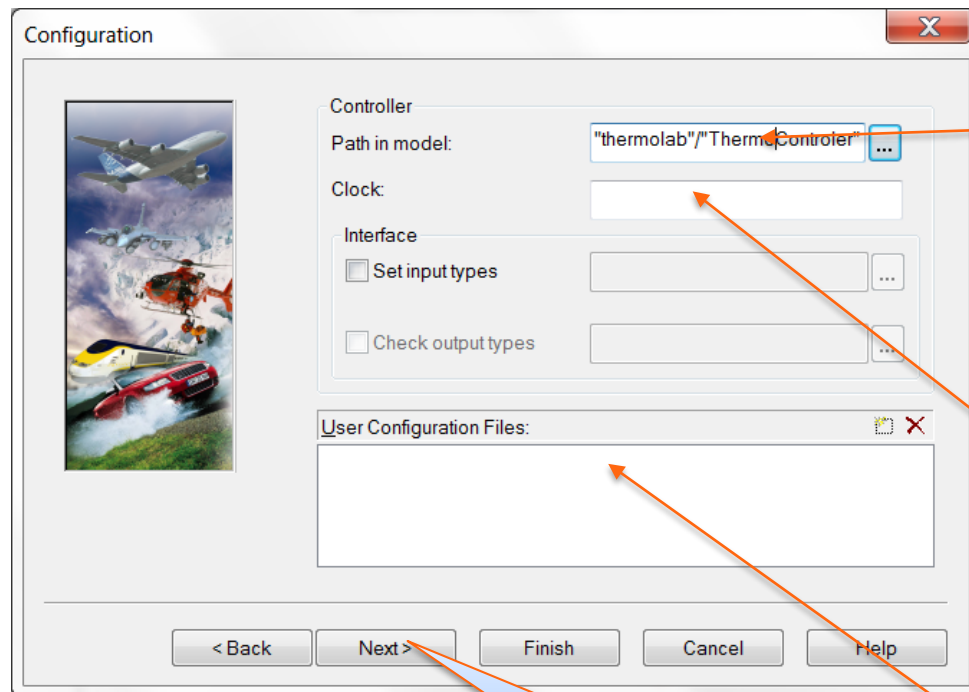 Configuration
Controller
Path in model:
"thermolab"/"ThermoControler"
...
Clock:
Interface
Set input types
...
Check output types
...
User Configuration Files:
< Back
Next >
Finish
Cancel
Help